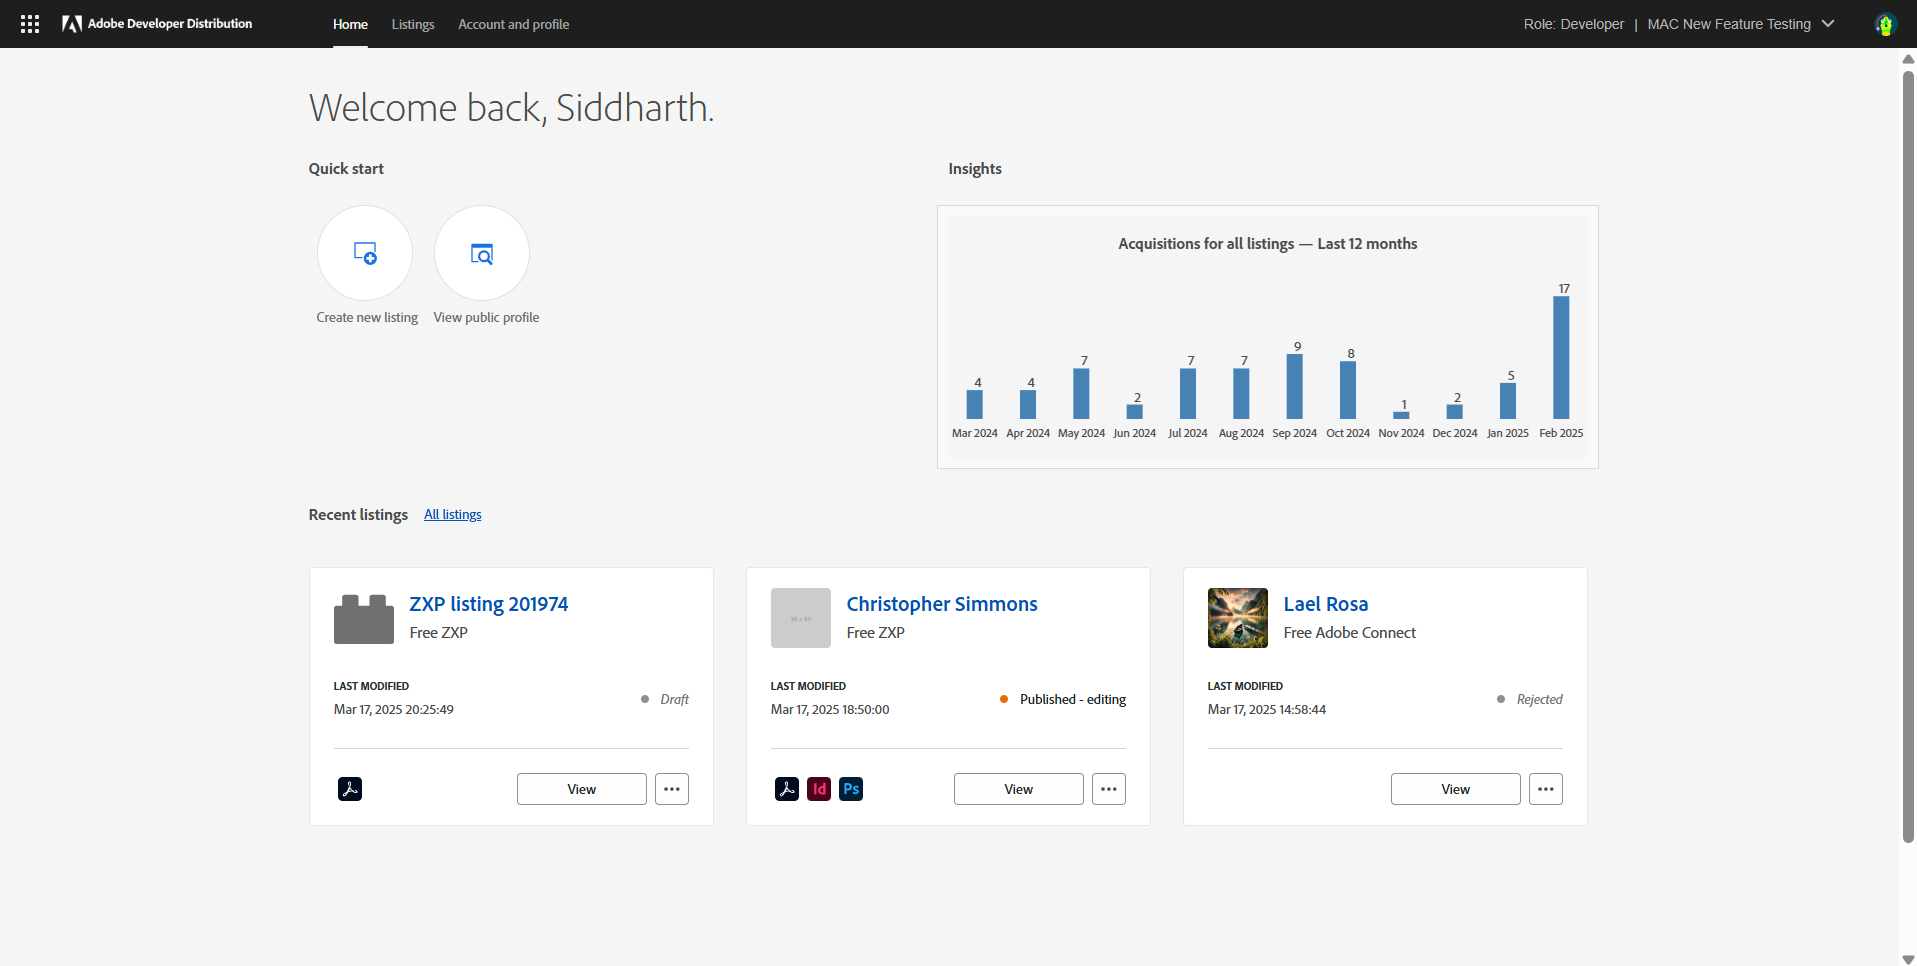 Adobe Developer Distribution
Home
Listings
Account and profile
Role: Developer | MAC New Feature Testing
Welcome back, Siddharth.
Quick start
Create new listing
View public profile
Insights
Acquisitions for all listings — Last 12 months
4
4
7
2
7
7
9
8
1
2
5
17
Mar 2024
Apr 2024
May 2024
Jun 2024
Jul 2024
Aug 2024
Sep 2024
Oct 2024
Nov 2024
Dec 2024
Jan 2025
Feb 2025
Recent listings
All listings
ZXP listing 201974
Free ZXP
LAST MODIFIED
Mar 17, 2025 20:25:49
Draft
View
Christopher Simmons
Free ZXP
LAST MODIFIED
Mar 17, 2025 18:50:00
Published - editing
Id
Ps
View
Lael Rosa
Free Adobe Connect
LAST MODIFIED
Mar 17, 2025 14:58:44
Rejected
View